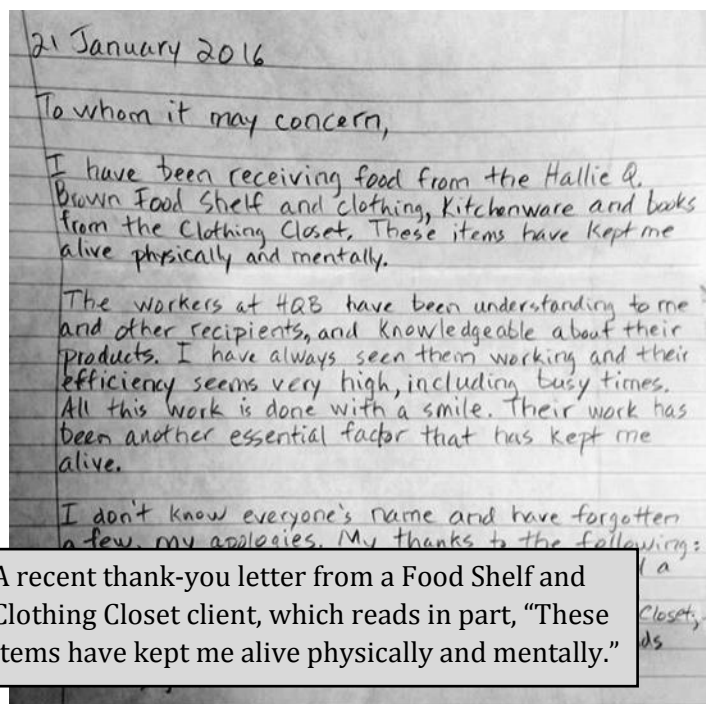 21 January 2016
To whom it may concern,
I have been receiving food from the Hallie Q.
Brown Food Shelf and clothing, Kitchenware and books
from the Clothing Closet. These items have kept me
alive physically and mentally.
The workers at HQB have been understanding to me
and other recipients, and knowledgeable about their
products. I have always seen them working and their
efficiency seems very high, including busy times.
All this work is done with a smile. Their work has
been another essential factor that has kept me
alive.
I don't know everyone's name and have forgotten
a few, my apologies. My thanks to the following:
a
Closet,
A recent thank-you letter from a Food Shelf and
Clothing Closet client, which reads in part, “These
items have kept me alive physically and mentally.”